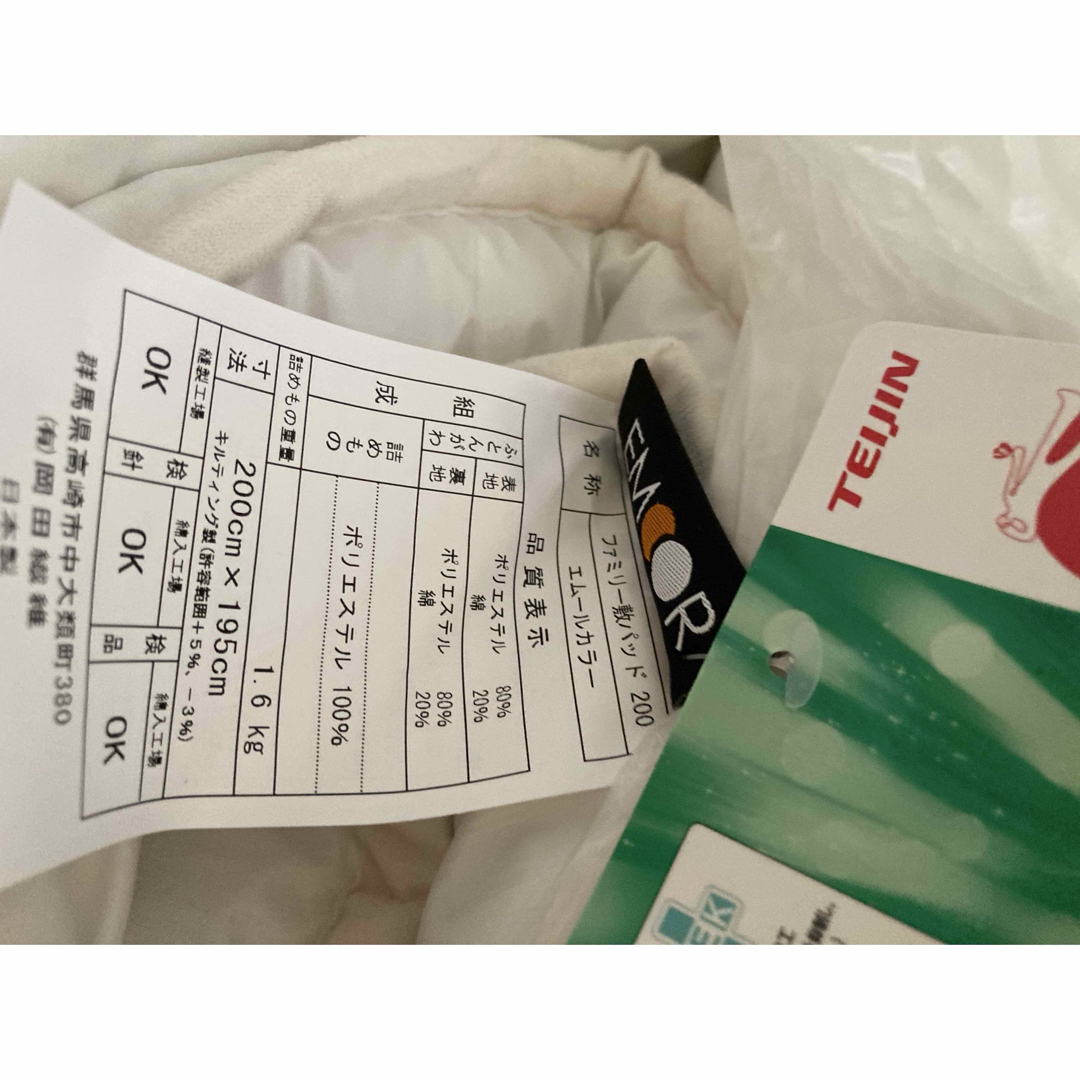 品質表示
名称 ファミリー敷パッド 200
エムールカラー
組成 ふとんがわ 表地 ポリエステル 80%
綿 20%
裏地 ポリエステル 80%
綿 20%
詰めもの ポリエステル 100%
詰めもの重量 1.6 kg
寸法 200cm × 195cm
キルティング製(許容範囲+5%、-3%)
縫製工場 検針 綿入工場 検品 綿入工場
OK OK OK
群馬県高崎市中大類町380
(有)岡田繊維
日本製
EMOOR
TEIJIN